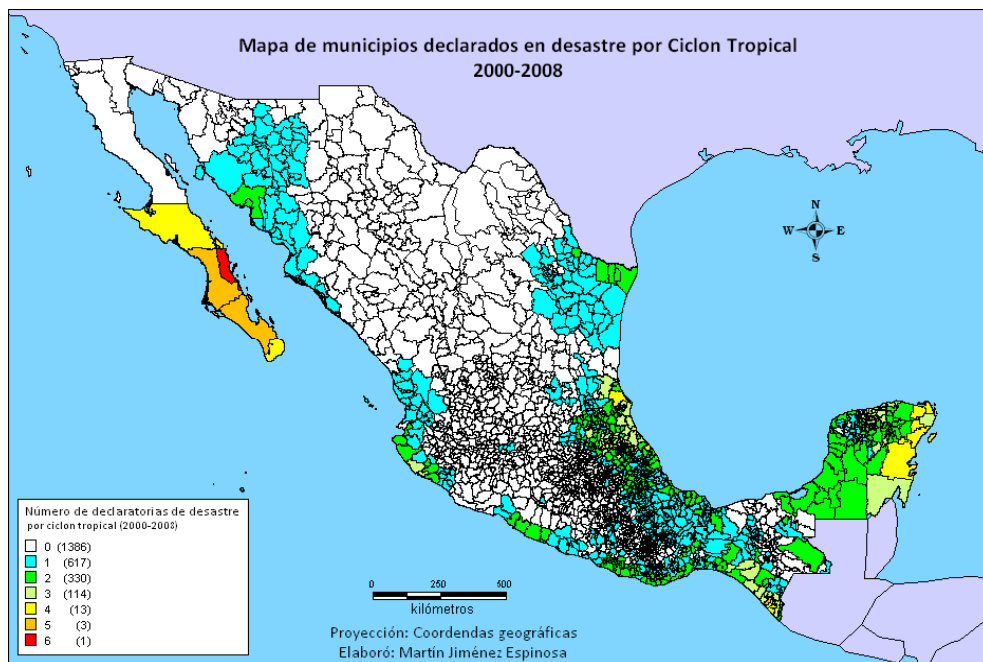 Mapa de municipios declarados en desastre por Ciclon Tropical
2000-2008
N
W E
S
Número de declaratorias de desastre
por ciclon tropical (2000-2008)
0 (1386)
1 (617)
2 (330)
3 (114)
4 (13)
5 (3)
6 (1)
0 250 500
kilómetros
Proyección: Coordendas geográficas
Elaboró: Martín Jiménez Espinosa